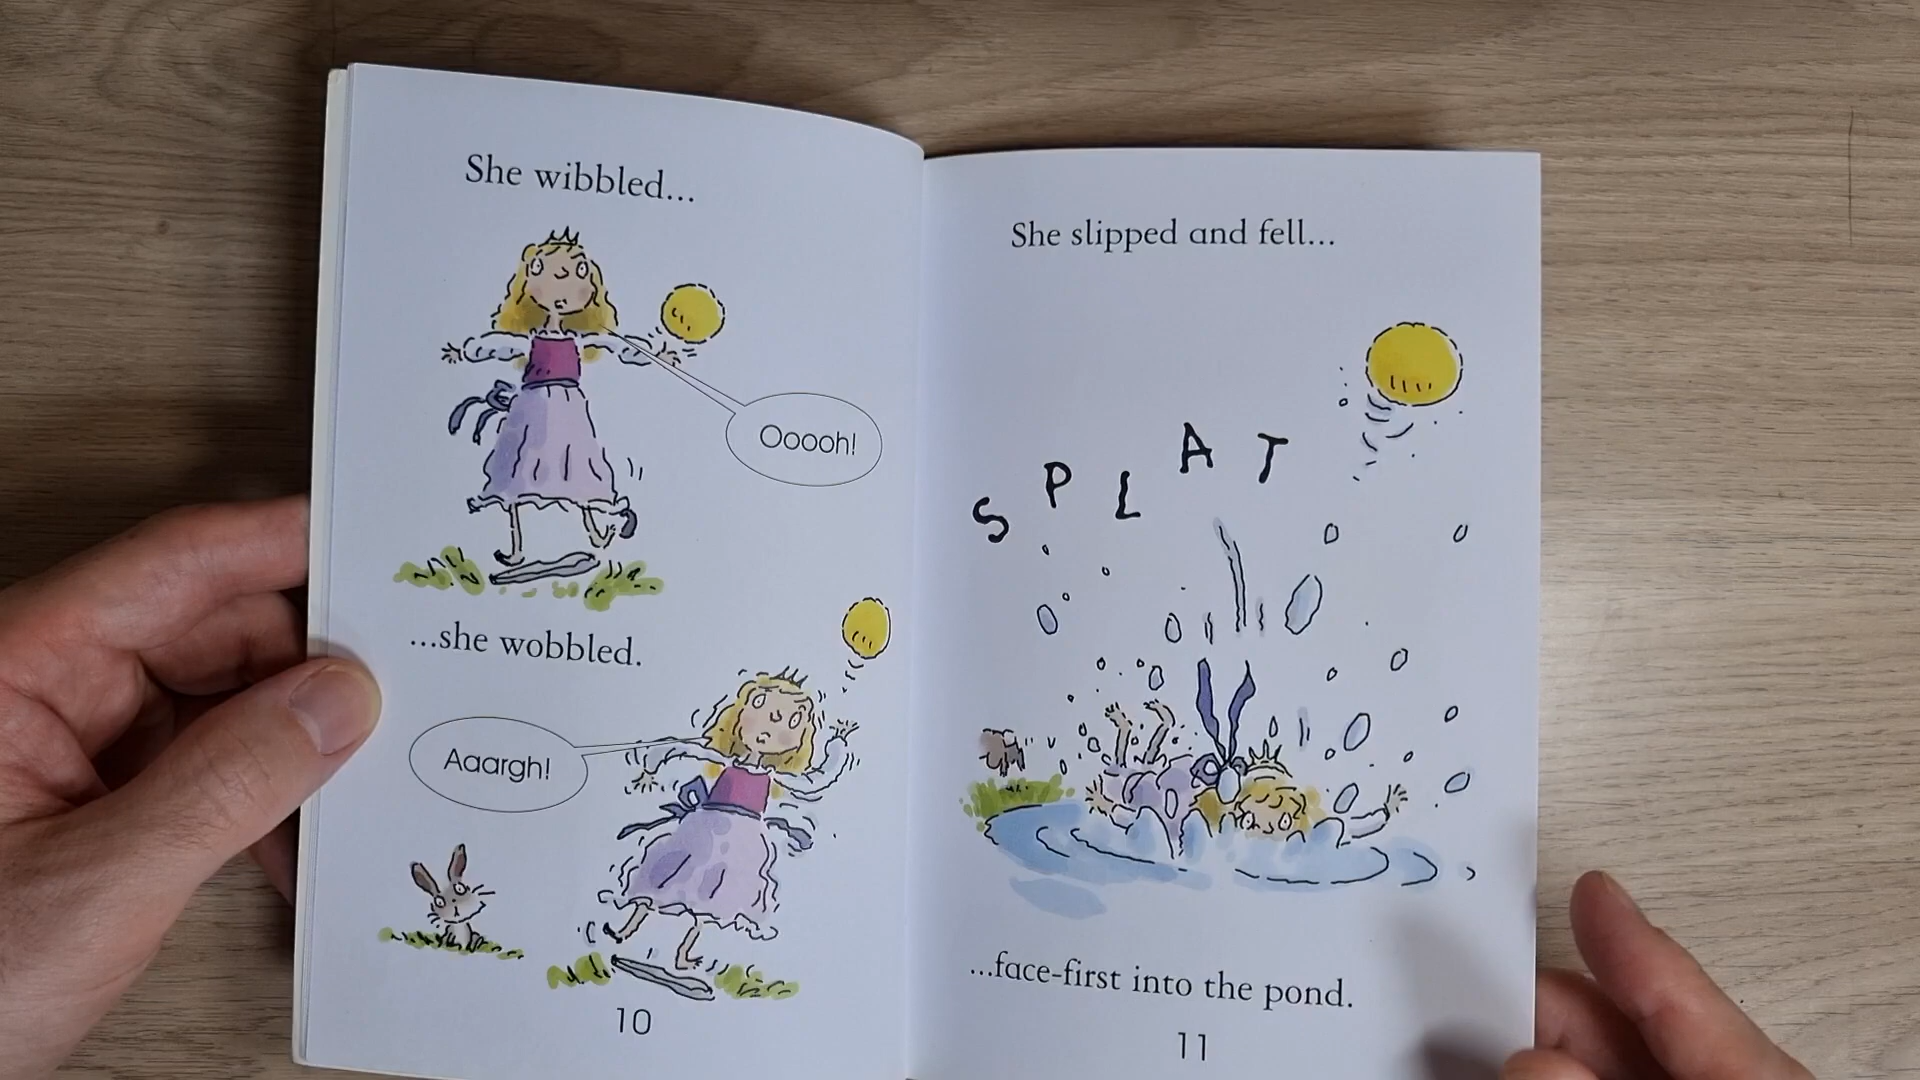 She wibbled...
Ooooh!
...she wobbled.
Aaargh!
10
She slipped and fell...
SPLAT
...face-first into the pond.
11